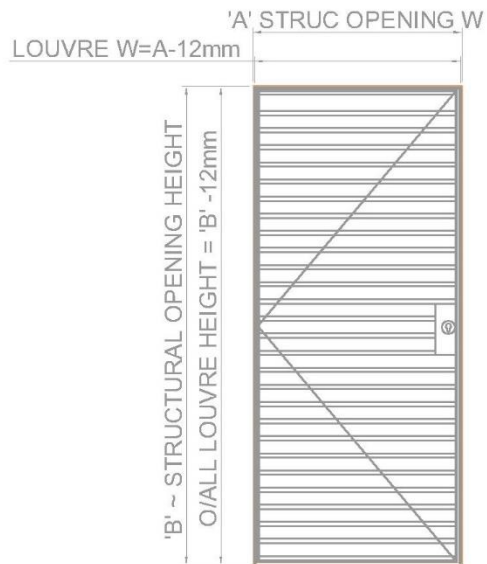 'A' STRUC OPENING W
LOUVRE W=A-12mm
'B' ~ STRUCTURAL OPENING HEIGHT
O/ALL LOUVRE HEIGHT = 'B' -12mm